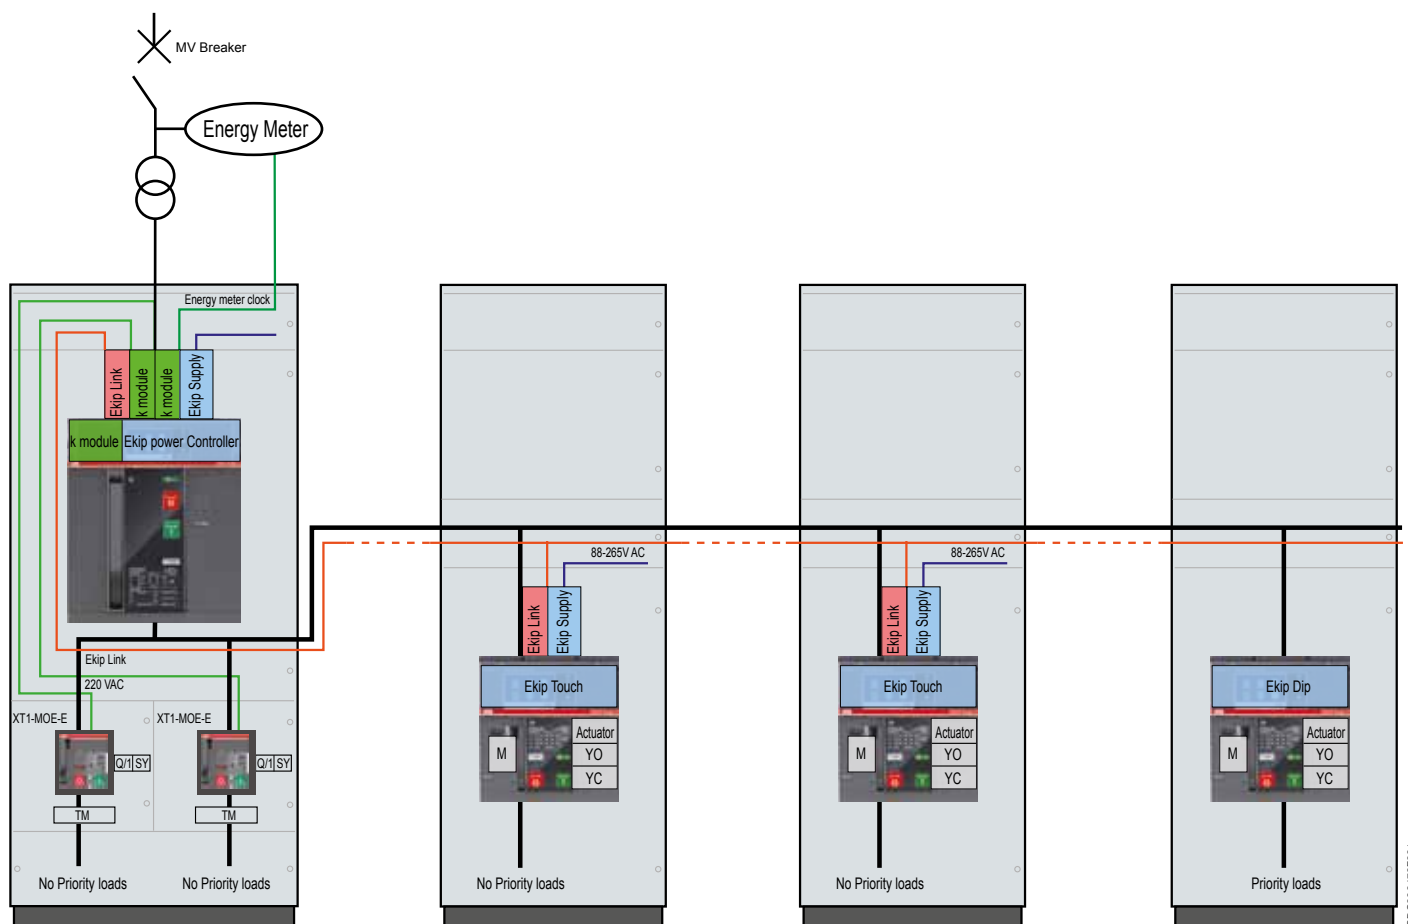 MV Breaker
Energy Meter
Energy meter clock
Ekip Link
k module
k module
Ekip Supply
k module
Ekip power Controller
88-265V AC
88-265V AC
Ekip Link
Ekip Supply
Ekip Link
Ekip Supply
Ekip Link
220 VAC
Ekip Touch
Ekip Touch
Ekip Dip
XT1-MOE-E
XT1-MOE-E
Q/1 SY
Q/1 SY
M
Actuator
YO
YC
M
Actuator
YO
YC
M
Actuator
YO
YC
TM
TM
No Priority loads
No Priority loads
No Priority loads
No Priority loads
Priority loads